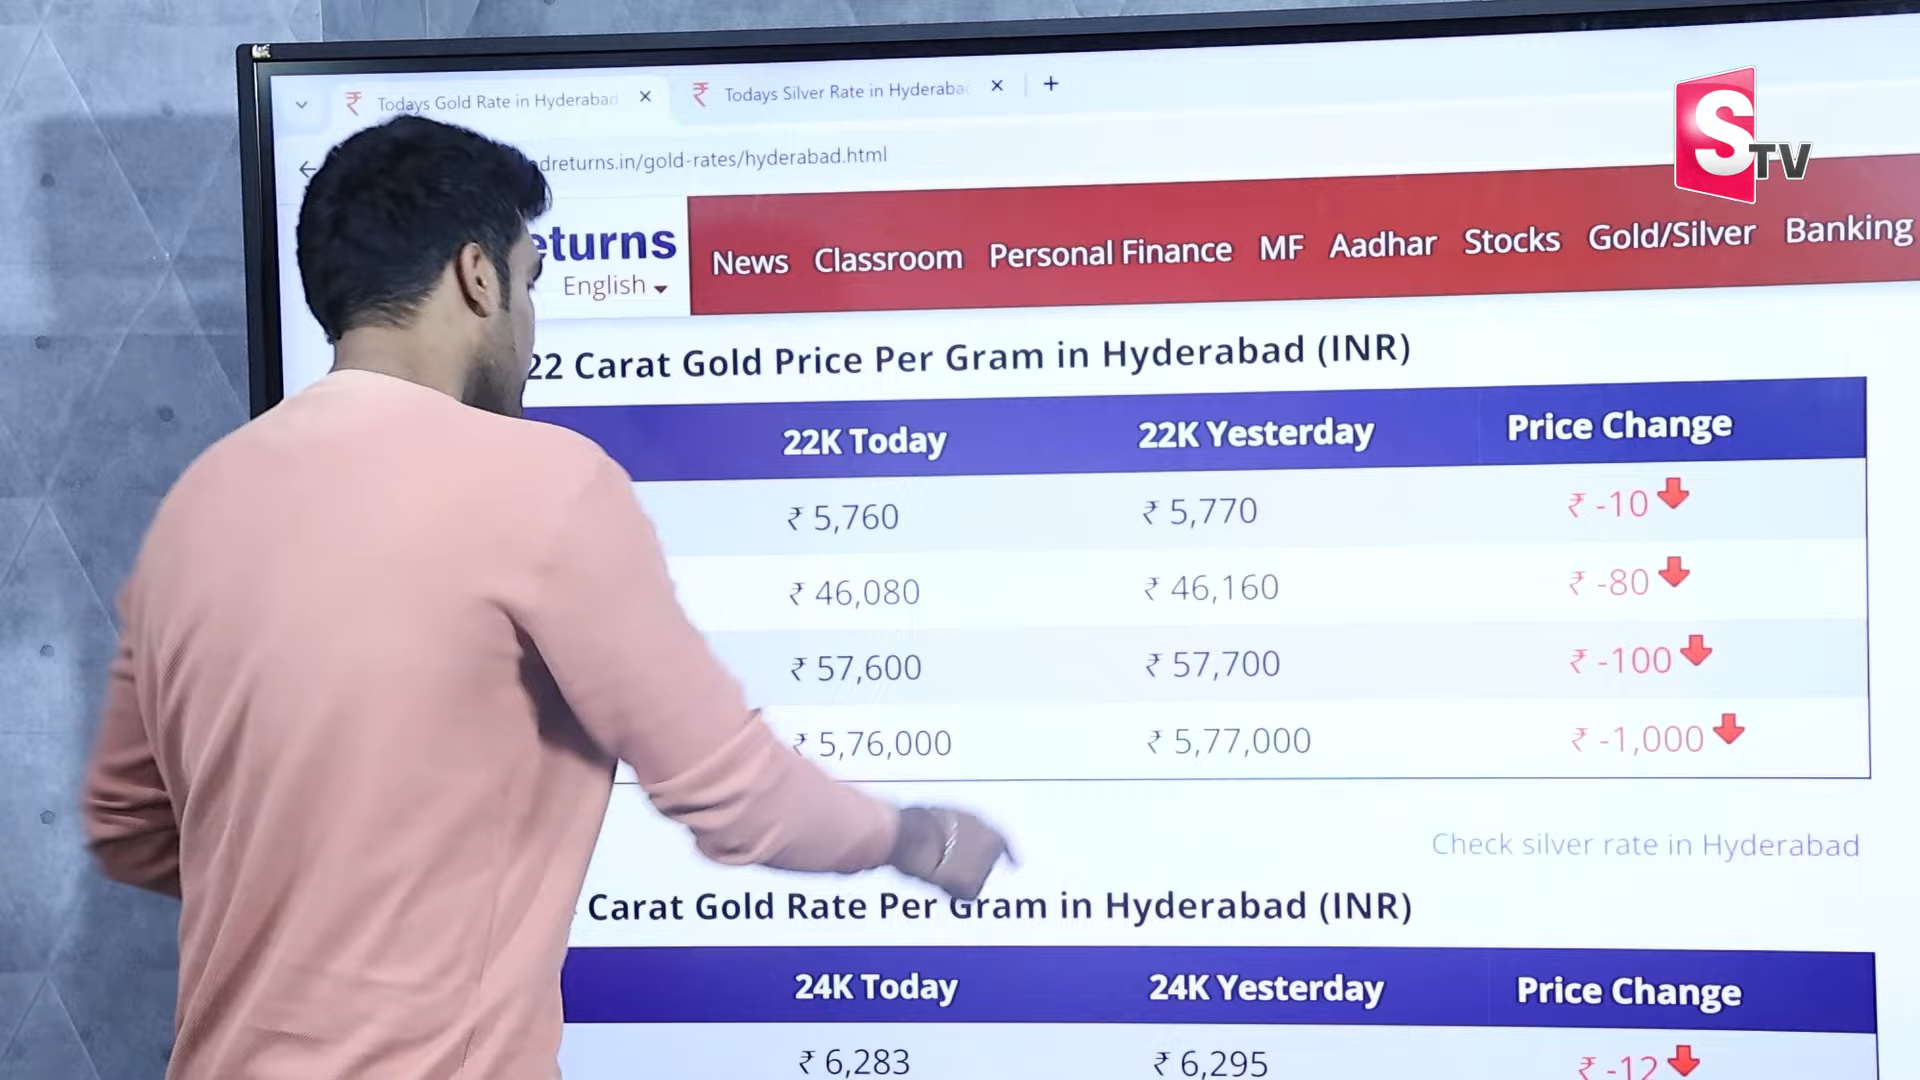 Todays Gold Rate in Hyderabad
Todays Silver Rate in Hyderabad
STV
dreturns.in/gold-rates/hyderabad.html
eturns
English
News Classroom Personal Finance MF Aadhar Stocks Gold/Silver Banking
22 Carat Gold Price Per Gram in Hyderabad (INR)
22K Today 22K Yesterday Price Change
₹ 5,760 ₹ 5,770 ₹ -10
₹ 46,080 ₹ 46,160 ₹ -80
₹ 57,600 ₹ 57,700 ₹ -100
₹ 5,76,000 ₹ 5,77,000 ₹ -1,000
Check silver rate in Hyderabad
Carat Gold Rate Per Gram in Hyderabad (INR)
24K Today 24K Yesterday Price Change
₹ 6,283 ₹ 6,295 ₹ -12